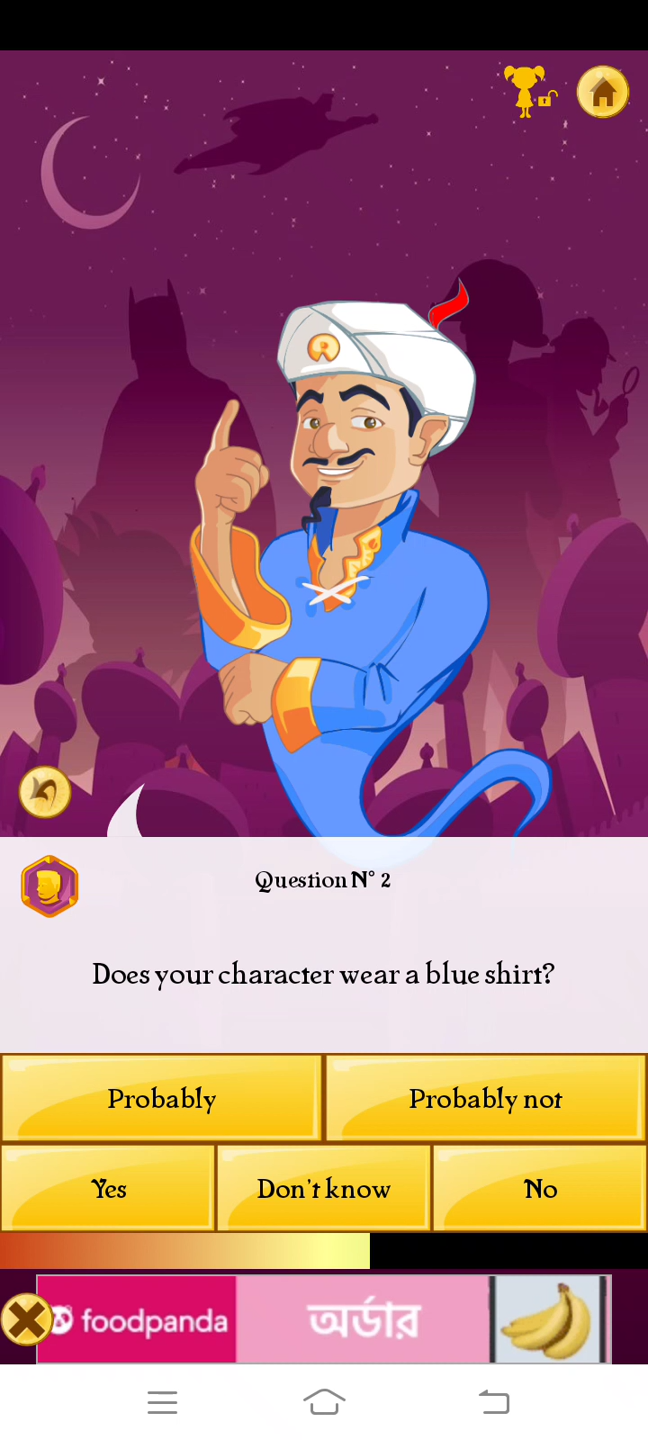 Question N° 2
Does your character wear a blue shirt?
Probably
Probably not
Yes
Don't know
No
foodpanda
অর্ডার